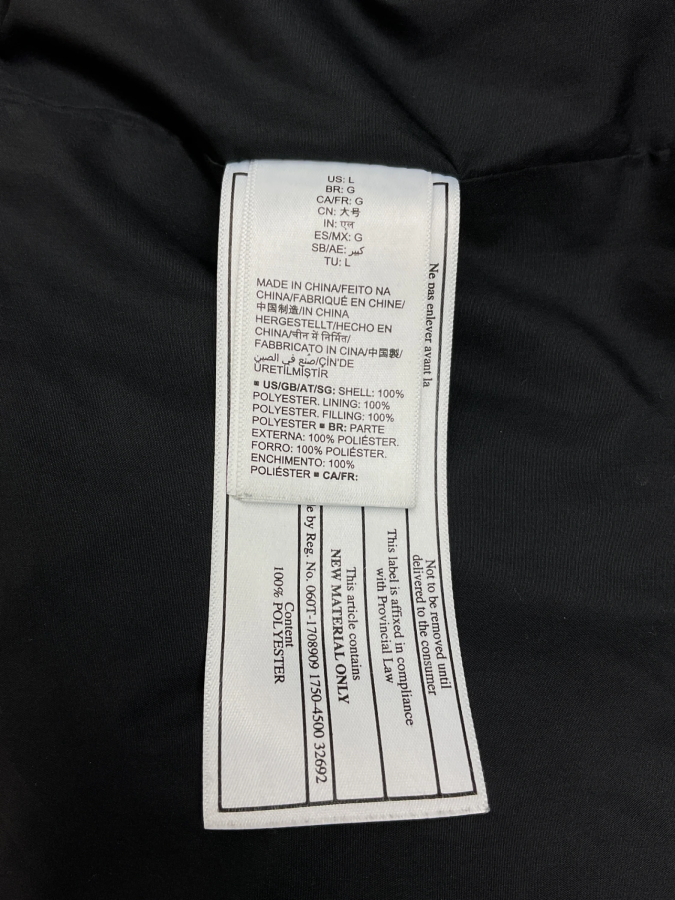 US: L
BR: G
CA/FR: G
CN: 大号
IN: एल
ES/MX: G
SB/AE: كبير
TU: L
MADE IN CHINA/FEITO NA
CHINA/FABRIQUÉ EN CHINE/
中国制造/IN CHINA
HERGESTELLT/HECHO EN
CHINA/चीन में निर्मित/
FABBRICATO IN CINA/中国製/
صنع في الصين/ÇİN'DE
ÜRETİLMİŞTİR
■ US/GB/AT/SG: SHELL: 100%
POLYESTER. LINING: 100%
POLYESTER. FILLING: 100%
POLYESTER ■ BR: PARTE
EXTERNA: 100% POLIÉSTER.
FORRO: 100% POLIÉSTER.
ENCHIMENTO: 100%
POLIÉSTER ■ CA/FR:
Ne pas enlever avant la
Not to be removed until
delivered to the consumer
This label is affixed in compliance
with Provincial Law
This article contains
NEW MATERIAL ONLY
by Reg. No. 060T-1708909 1750-4500 32692
Content
100% POLYESTER